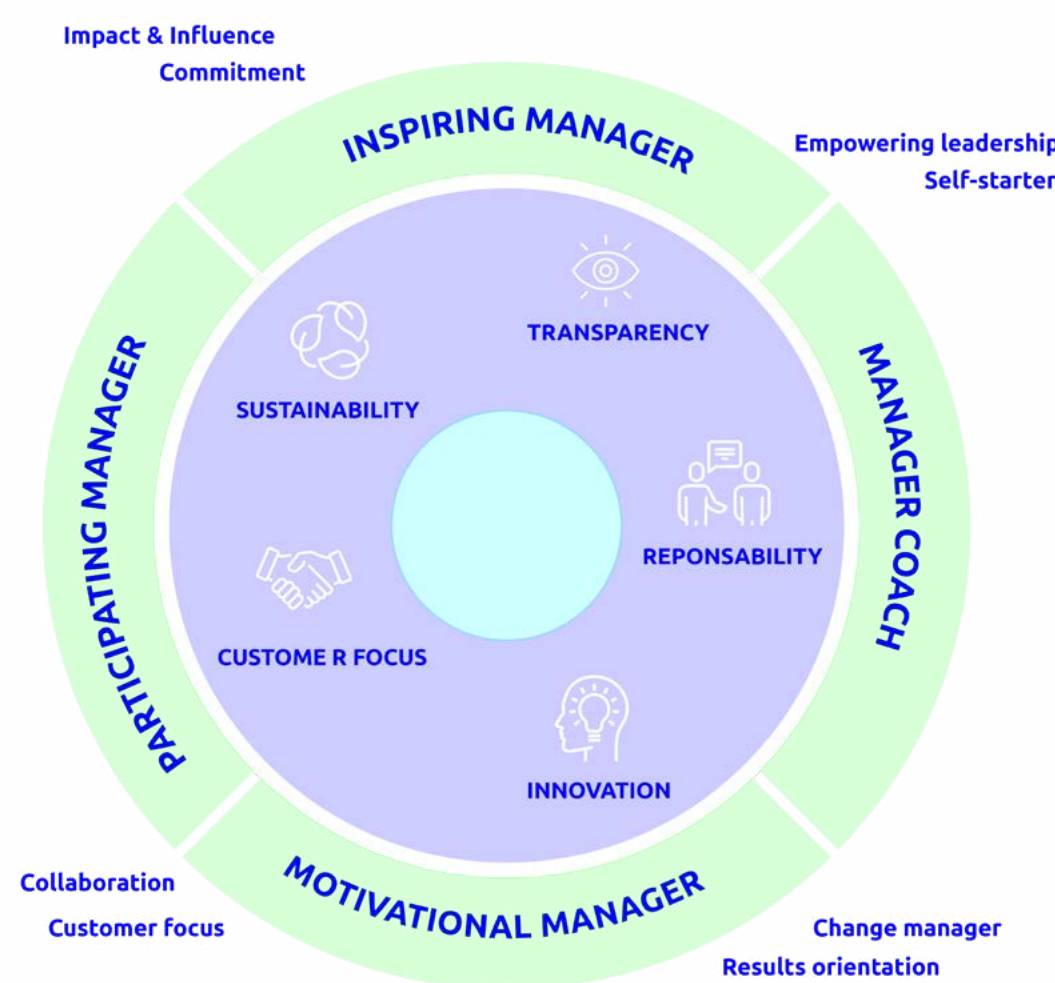 Impact & Influence
Commitment
INSPIRING MANAGER
Empowering leadership
Self-starter
TRANSPARENCY
SUSTAINABILITY
PARTICIPATING MANAGER
MANAGER COACH
REPONSABILITY
CUSTOME R FOCUS
INNOVATION
MOTIVATIONAL MANAGER
Collaboration
Customer focus
Change manager
Results orientation